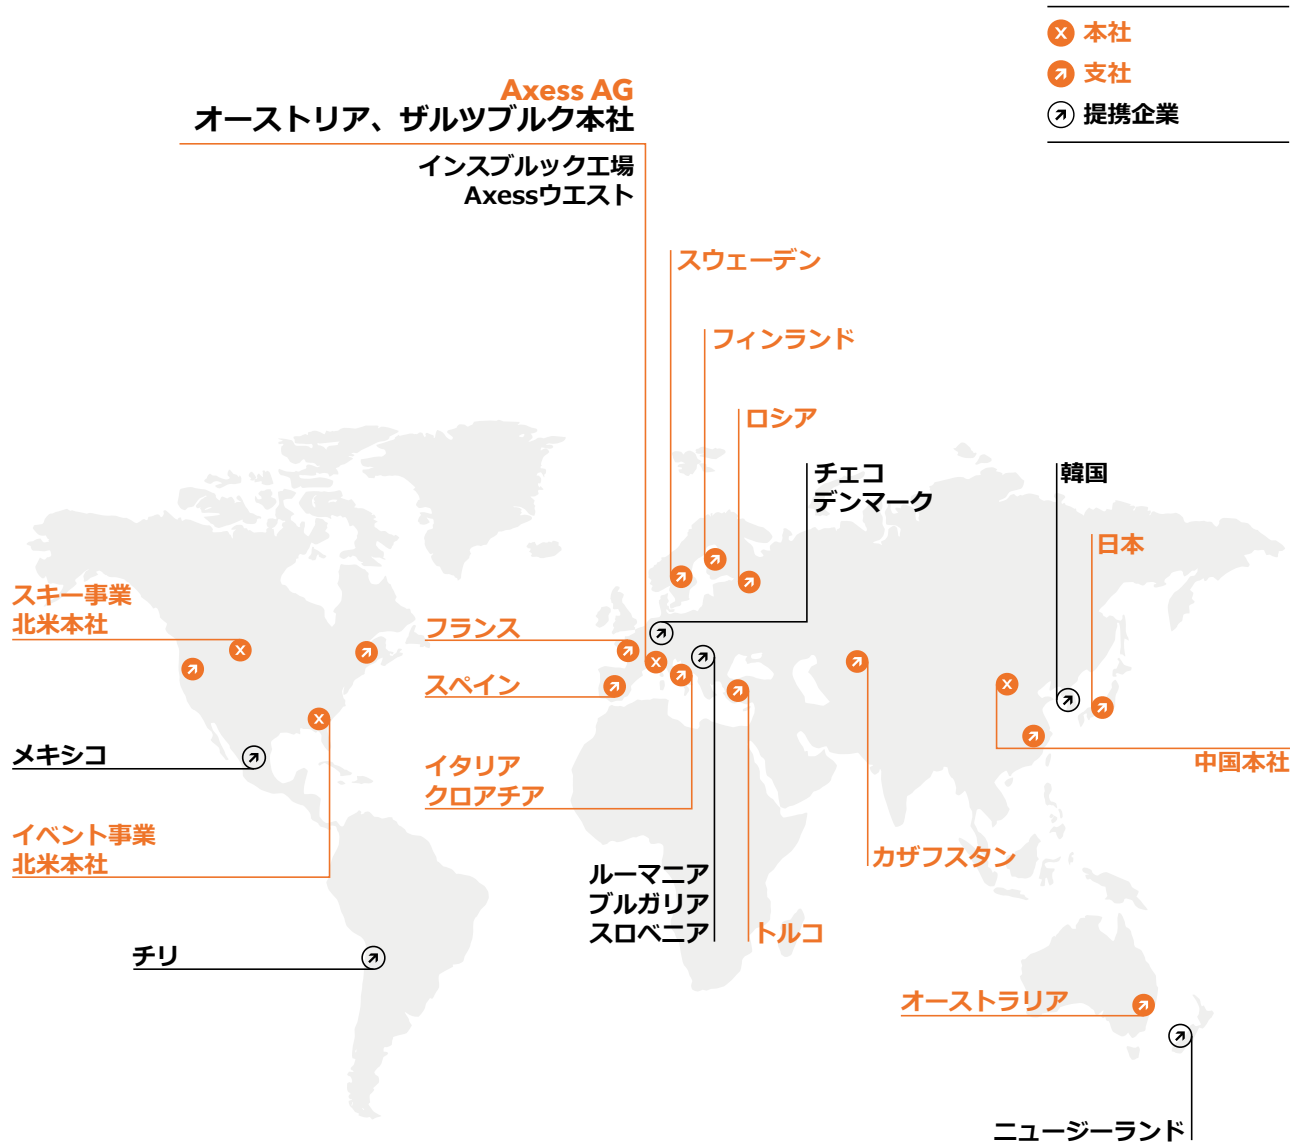 本社
支社
提携企業
Axess AG
オーストリア、ザルツブルク本社
インスブルック工場
Axessウエスト
スウェーデン
フィンランド
ロシア
チェコ
デンマーク
韓国
日本
スキー事業
北米本社
フランス
スペイン
メキシコ
イタリア
クロアチア
中国本社
イベント事業
北米本社
カザフスタン
ルーマニア
ブルガリア
スロベニア
トルコ
チリ
オーストラリア
ニュージーランド